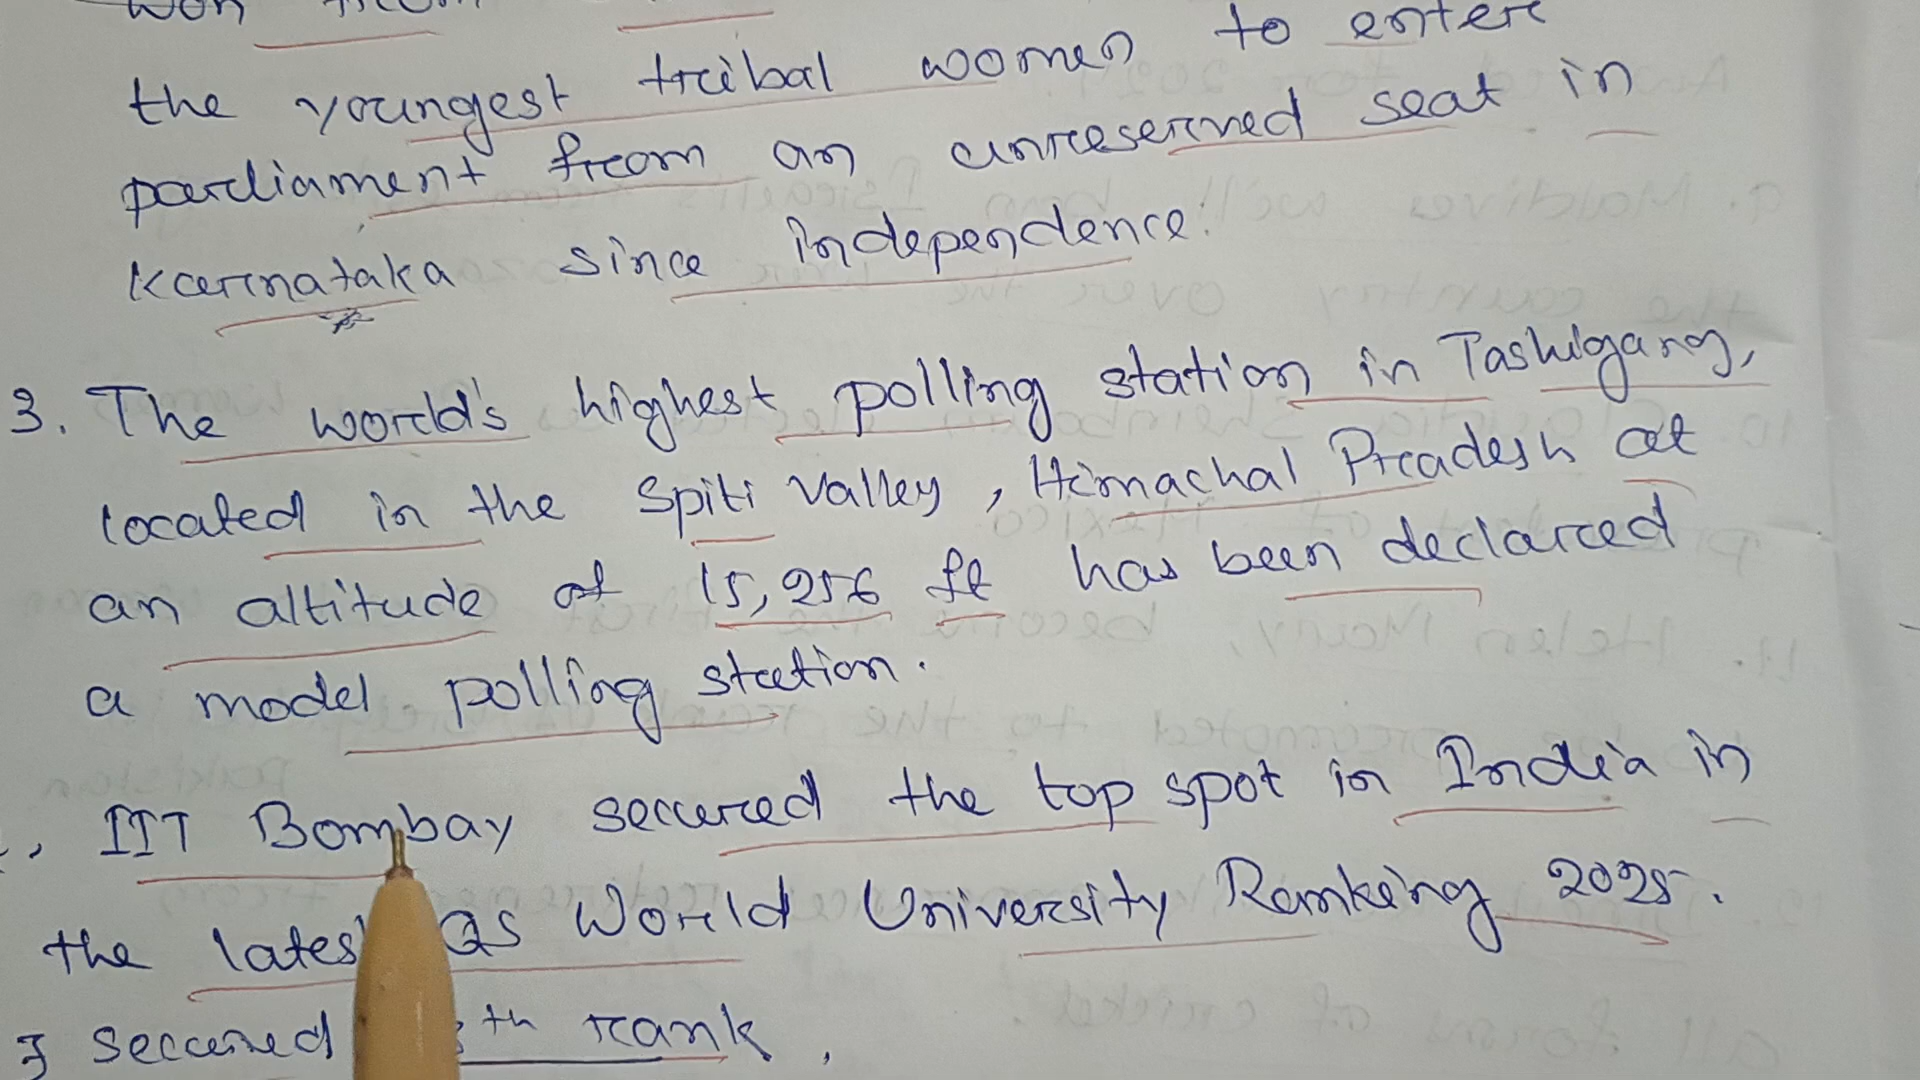 won from
the youngest tribal women to enter
parliament from an unreserved seat in
Karnataka since independence.
3. The world's highest polling station in Tashigang,
located in the Spiti Valley, Himachal Pradesh at
an altitude of 15,256 ft has been declared
a model polling station.
IIT Bombay secured the top spot in India in
the latest QS World University Ranking 2025.
secured th rank,